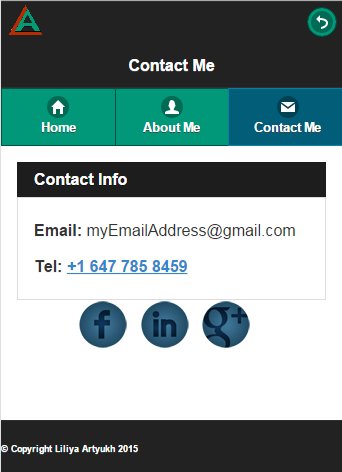 Contact Me
Home About Me Contact Me
Contact Info
Email: myEmailAddress@gmail.com
Tel: +1 647 785 8459
f in g+
© Copyright Liliya Artyukh 2015